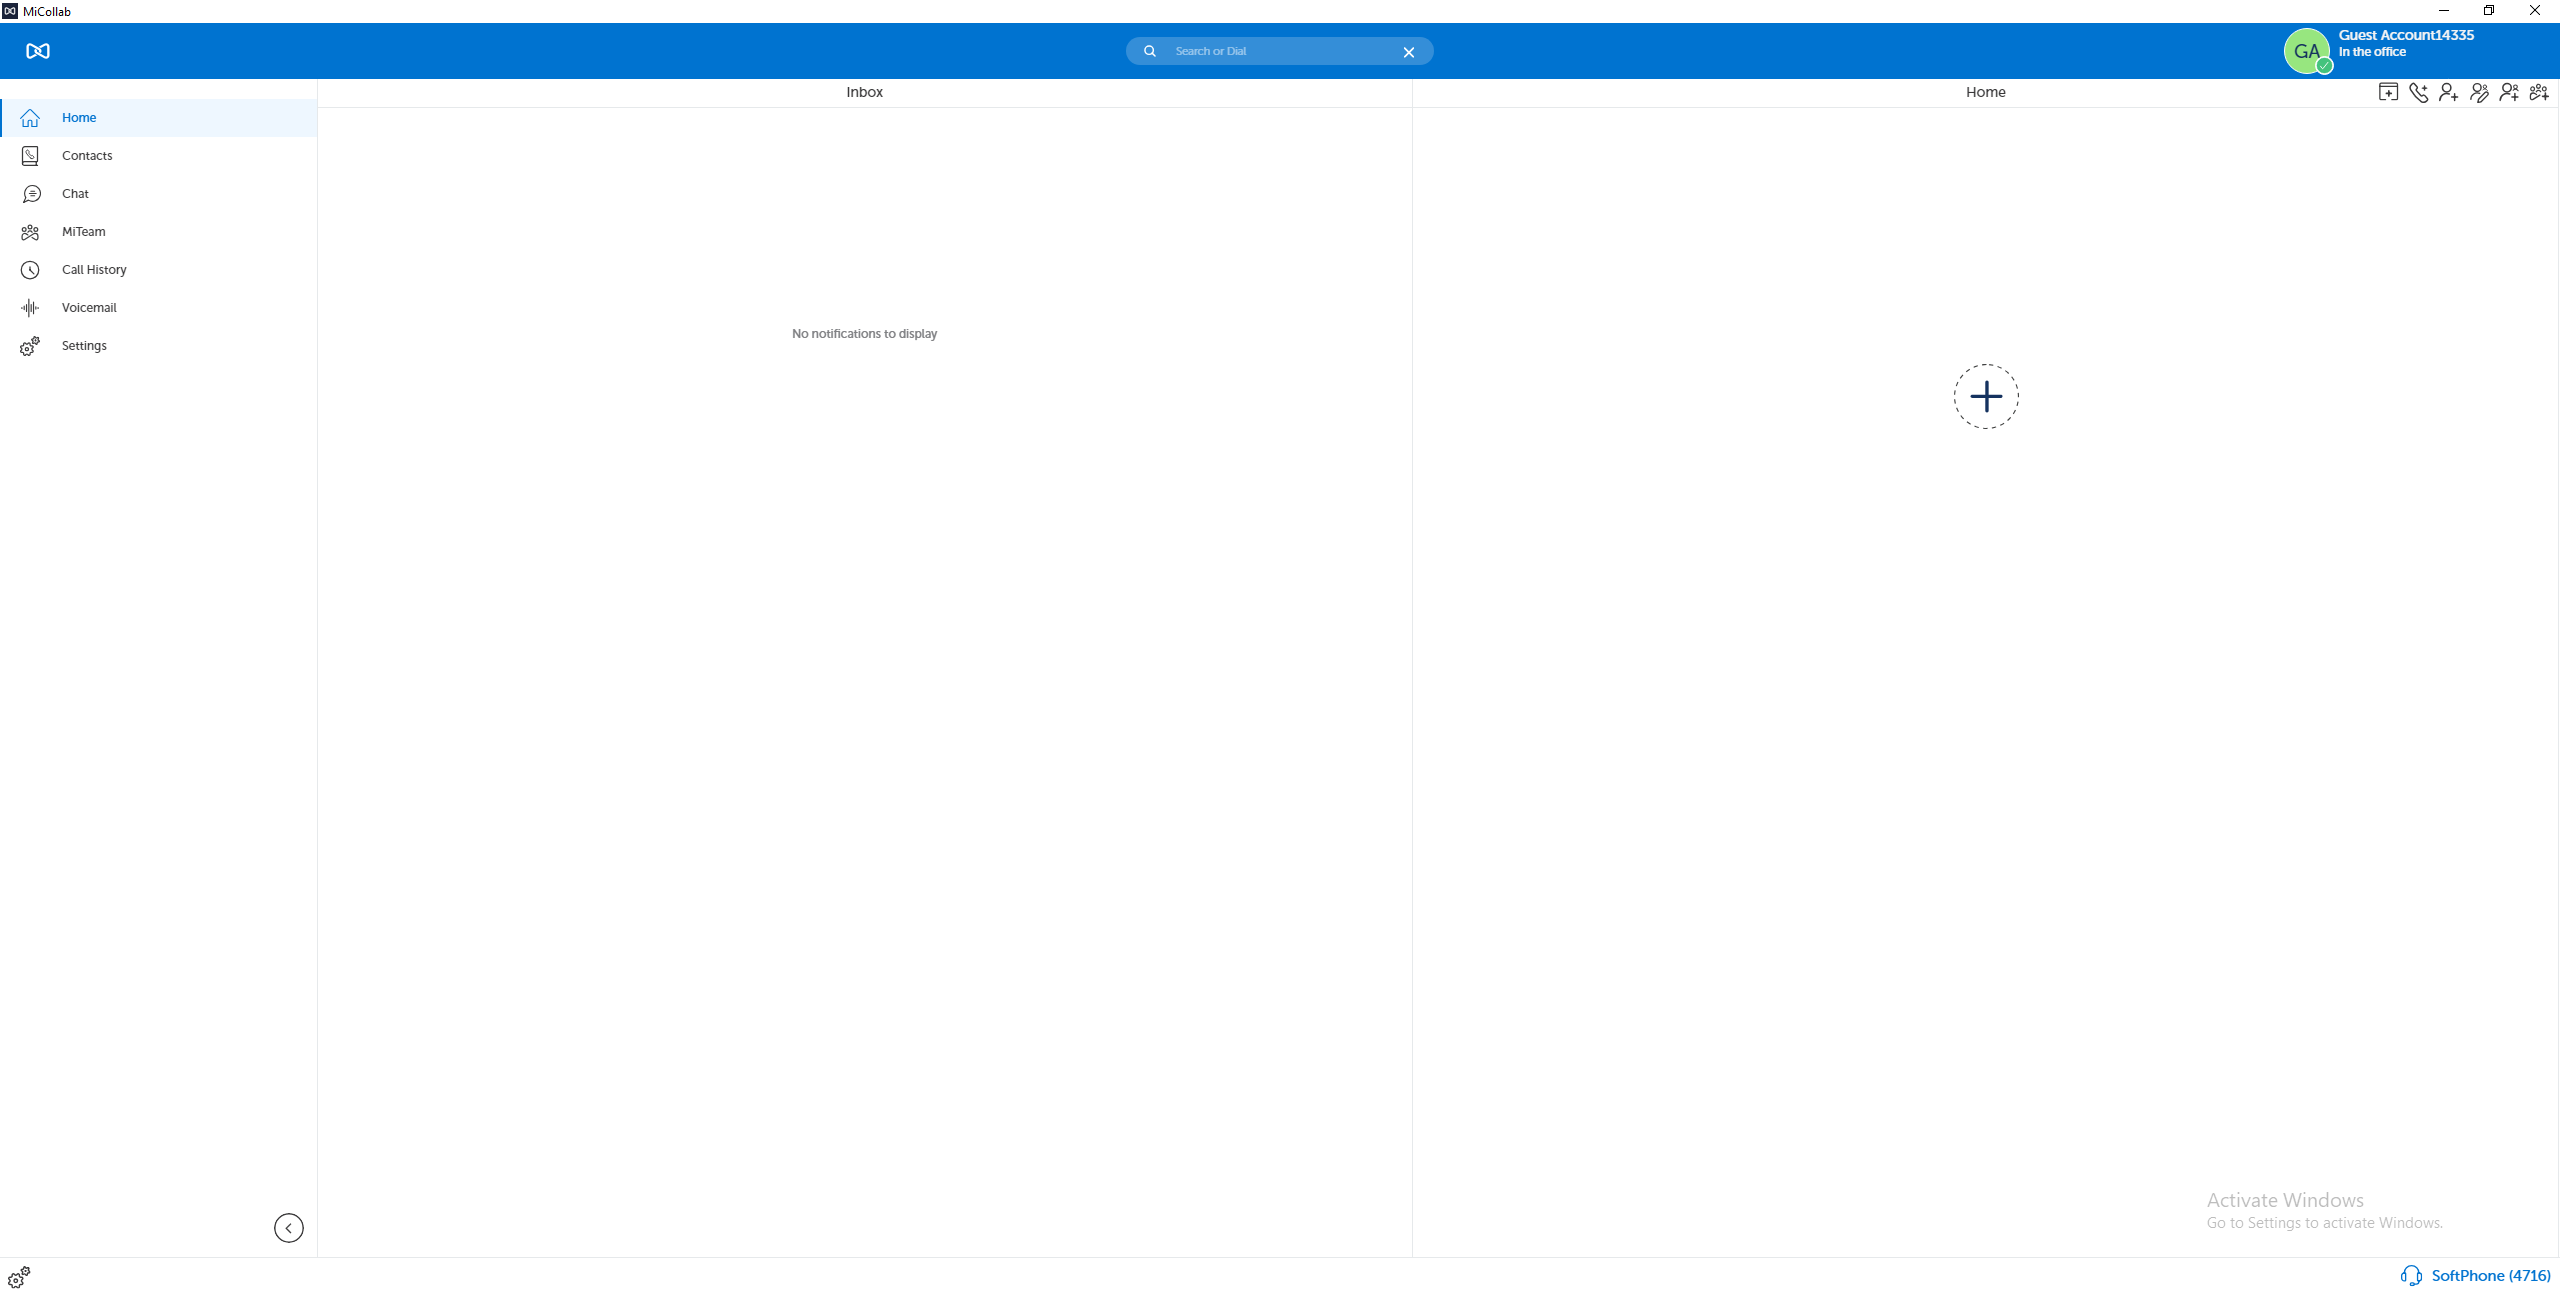 MiCollab
Search or Dial
GA
Guest Account14335
In the office
Home
Contacts
Chat
MiTeam
Call History
Voicemail
Settings
Inbox
No notifications to display
Home
Activate Windows
Go to Settings to activate Windows.
SoftPhone (4716)